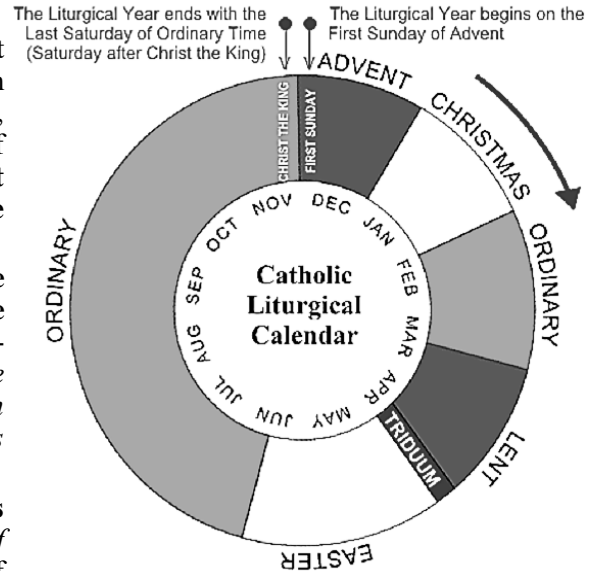 The Liturgical Year ends with the
Last Saturday of Ordinary Time
(Saturday after Christ the King)
The Liturgical Year begins on the
First Sunday of Advent
ADVENT
CHRISTMAS
ORDINARY
LENT
TRIDUUM
EASTER
ORDINARY
CHRIST THE KING
FIRST SUNDAY
DEC
JAN
FEB
MAR
APR
MAY
JUN
JUL
AUG
SEP
OCT
NOV
Catholic
Liturgical
Calendar